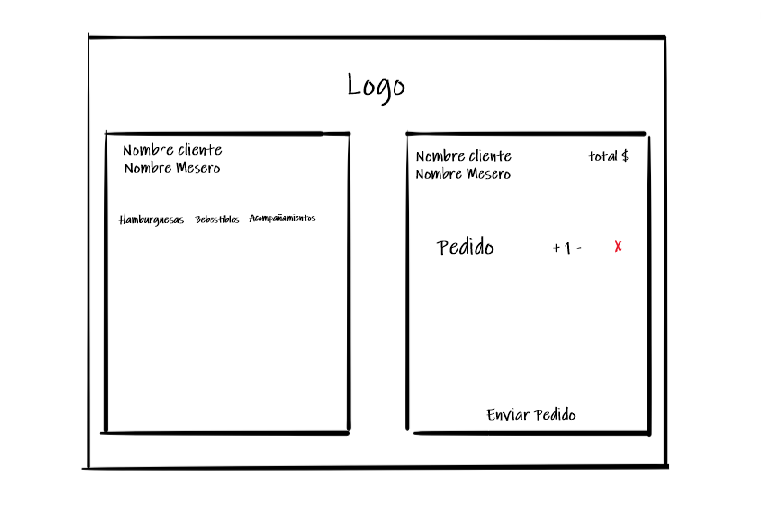 Logo
Nombre cliente
Nombre Mesero
Hamburguesas Bebestibles Acompañamientos
Nombre cliente total $
Nombre Mesero
Pedido + 1 - X
Enviar Pedido